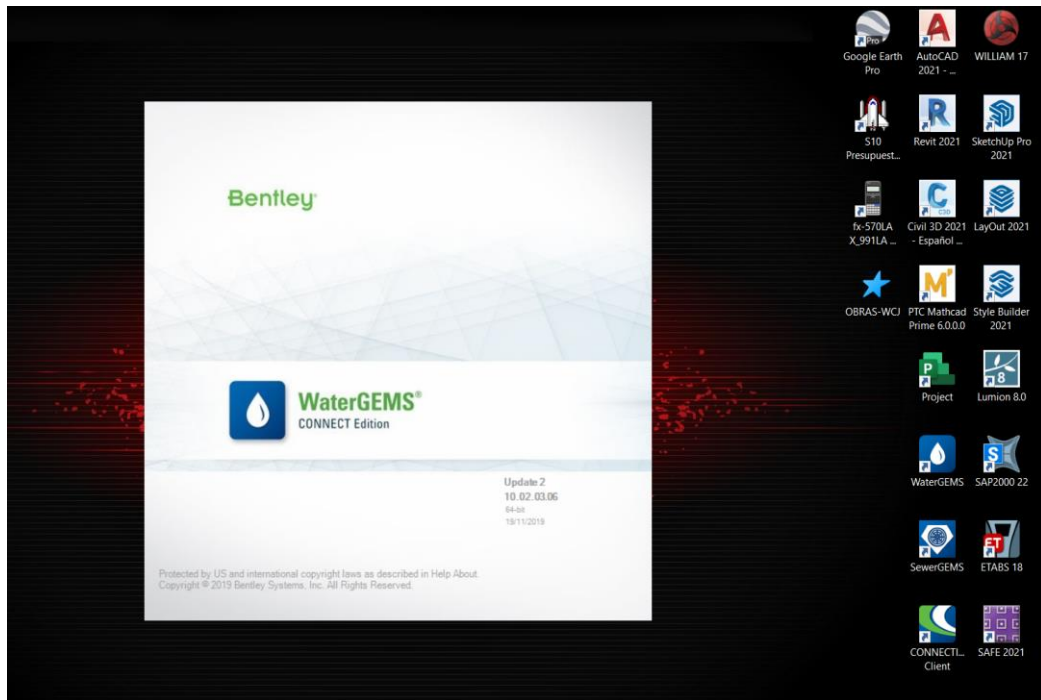 Bentley®
WaterGEMS®
CONNECT Edition
Update 2
10.02.03.06
64-bit
19/11/2019
Protected by US and international copyright laws as described in Help About.
Copyright © 2019 Bentley Systems, Inc. All Rights Reserved.
Pro
Google Earth
Pro
AutoCAD
2021 - ...
WILLIAM 17
S10
Presupuest...
Revit 2021
SketchUp Pro
2021
fx-570LA
X_991LA ...
C3D
Civil 3D 2021
- Español ...
LayOut 2021
OBRAS-WCJ
PTC Mathcad
Prime 6.0.0.0
Style Builder
2021
Project
8
Lumion 8.0
WaterGEMS
S
SAP2000 22
SewerGEMS
ET
ETABS 18
CONNECTI...
Client
SAFE 2021